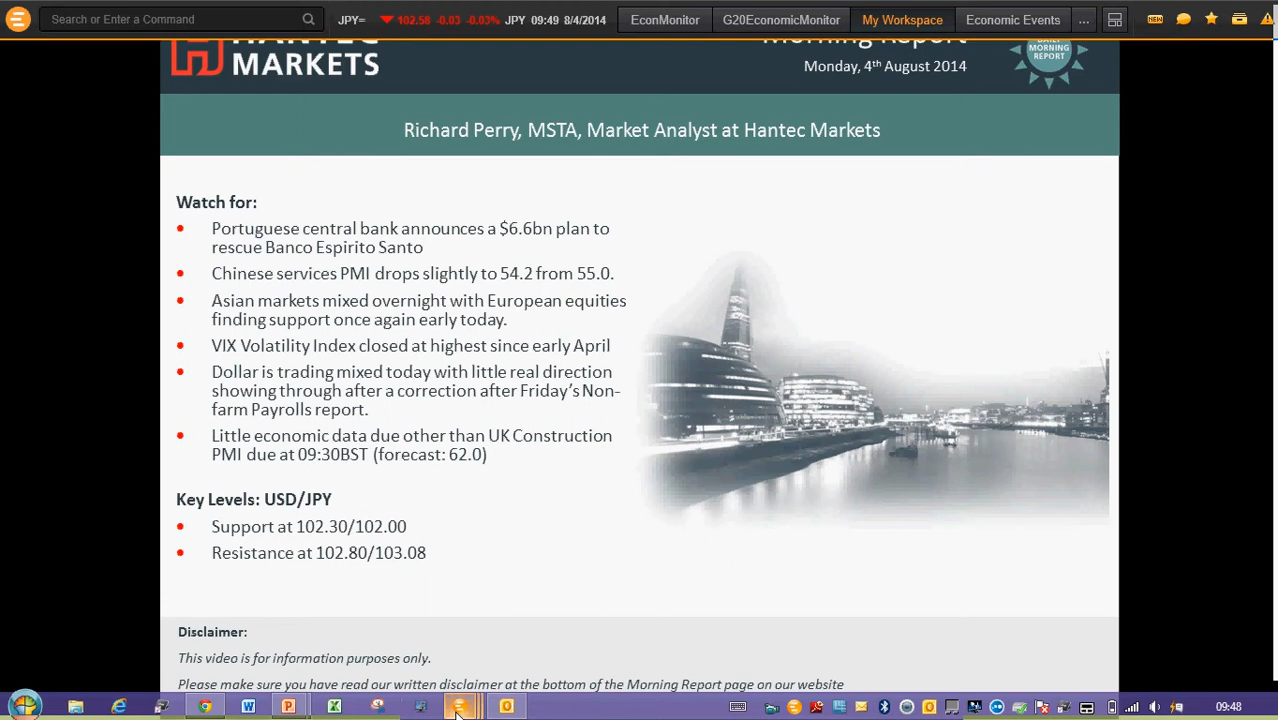 Search or Enter a Command
JPY= 102.58 -0.03 -0.03% JPY 09:49 8/4/2014
EconMonitor
G20EconomicMonitor
My Workspace
Economic Events
...
NEW
HANTEC
MARKETS
Morning Report
Monday, 4th August 2014
DAILY
MORNING
REPORT
Richard Perry, MSTA, Market Analyst at Hantec Markets
Watch for:
• Portuguese central bank announces a $6.6bn plan to
rescue Banco Espirito Santo
• Chinese services PMI drops slightly to 54.2 from 55.0.
• Asian markets mixed overnight with European equities
finding support once again early today.
• VIX Volatility Index closed at highest since early April
• Dollar is trading mixed today with little real direction
showing through after a correction after Friday’s Non-
farm Payrolls report.
• Little economic data due other than UK Construction
PMI due at 09:30BST (forecast: 62.0)
Key Levels: USD/JPY
• Support at 102.30/102.00
• Resistance at 102.80/103.08
Disclaimer:
This video is for information purposes only.
Please make sure you have read our written disclaimer at the bottom of the Morning Report page on our website
09:48